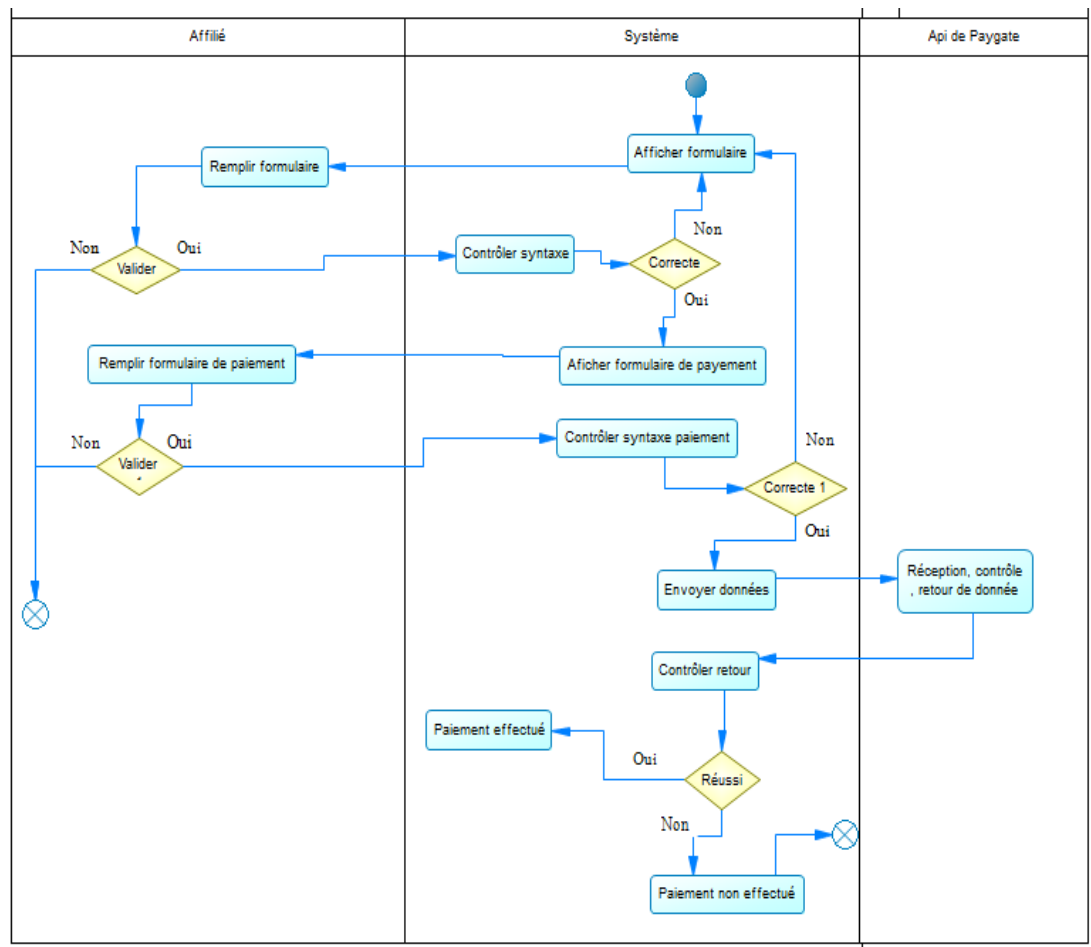 Affilié
Système
Api de Paygate
Afficher formulaire
Remplir formulaire
Non
Oui
Valider
Contrôler syntaxe
Non
Correcte
Oui
Remplir formulaire de paiement
Aficher formulaire de payement
Non
Oui
Valider
Contrôler syntaxe paiement
Non
Correcte 1
Oui
Envoyer données
Réception, contrôle
, retour de donnée
Contrôler retour
Paiement effectué
Oui
Réussi
Non
Paiement non effectué